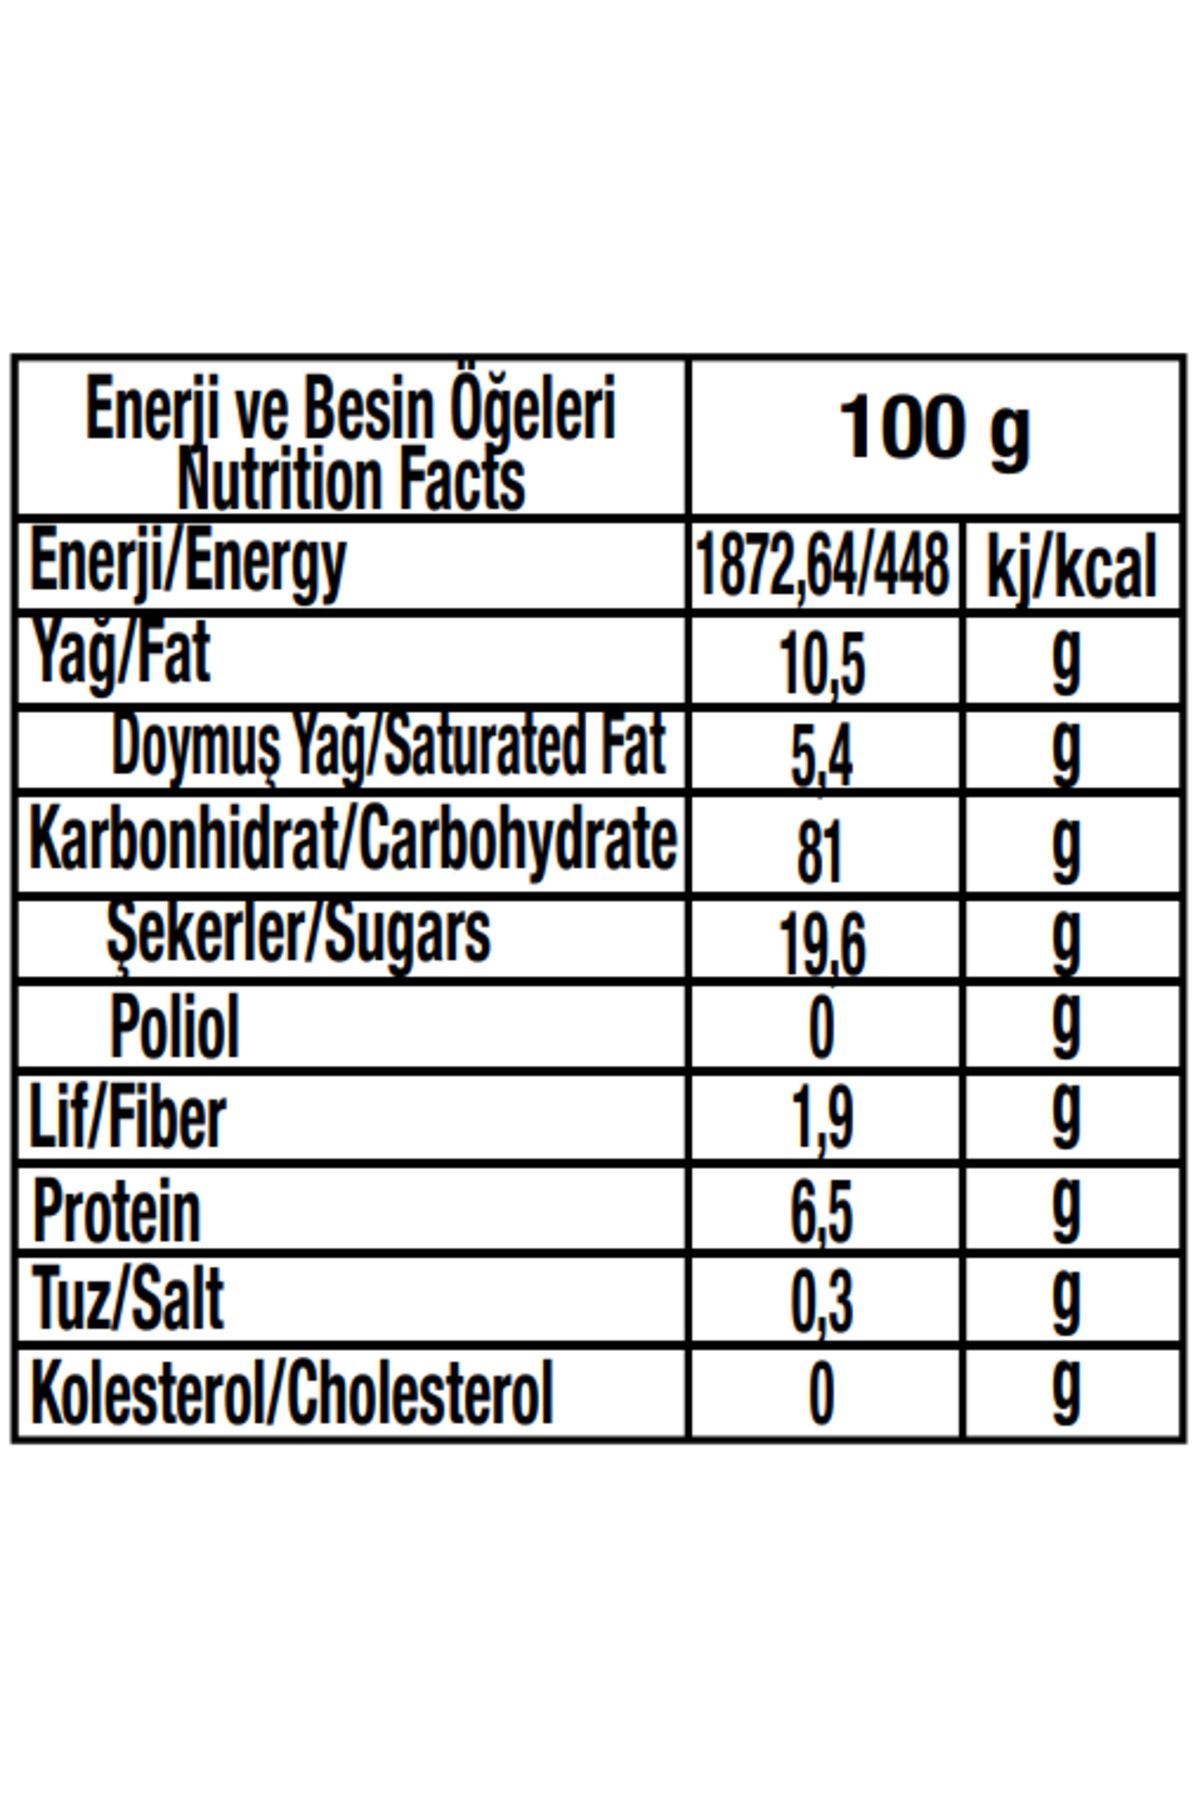 Enerji ve Besin Öğeleri
Nutrition Facts
100 g
Enerji/Energy 1872,64/448 kj/kcal
Yağ/Fat 10,5 g
Doymuş Yağ/Saturated Fat 5,4 g
Karbonhidrat/Carbohydrate 81 g
Şekerler/Sugars 19,6 g
Poliol 0 g
Lif/Fiber 1,9 g
Protein 6,5 g
Tuz/Salt 0,3 g
Kolesterol/Cholesterol 0 g